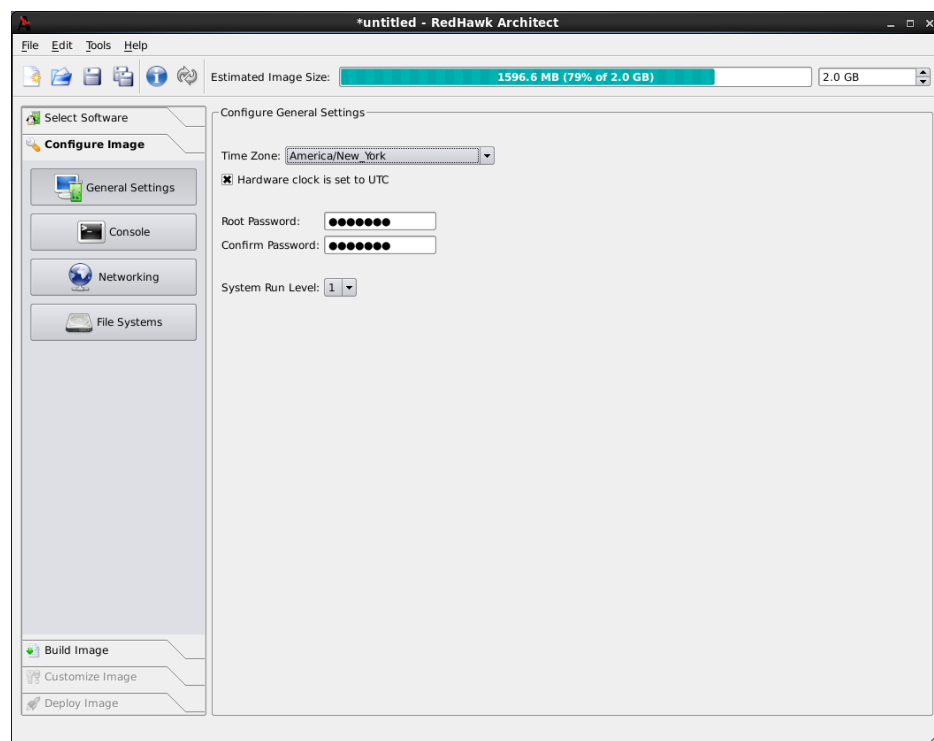 *untitled - RedHawk Architect
File Edit Tools Help
Estimated Image Size: 1596.6 MB (79% of 2.0 GB) 2.0 GB
Select Software
Configure Image
General Settings
Console
Networking
File Systems
Build Image
Customize Image
Deploy Image
Configure General Settings
Time Zone: America/New_York
Hardware clock is set to UTC
Root Password: ●●●●●●●
Confirm Password: ●●●●●●●
System Run Level: 1